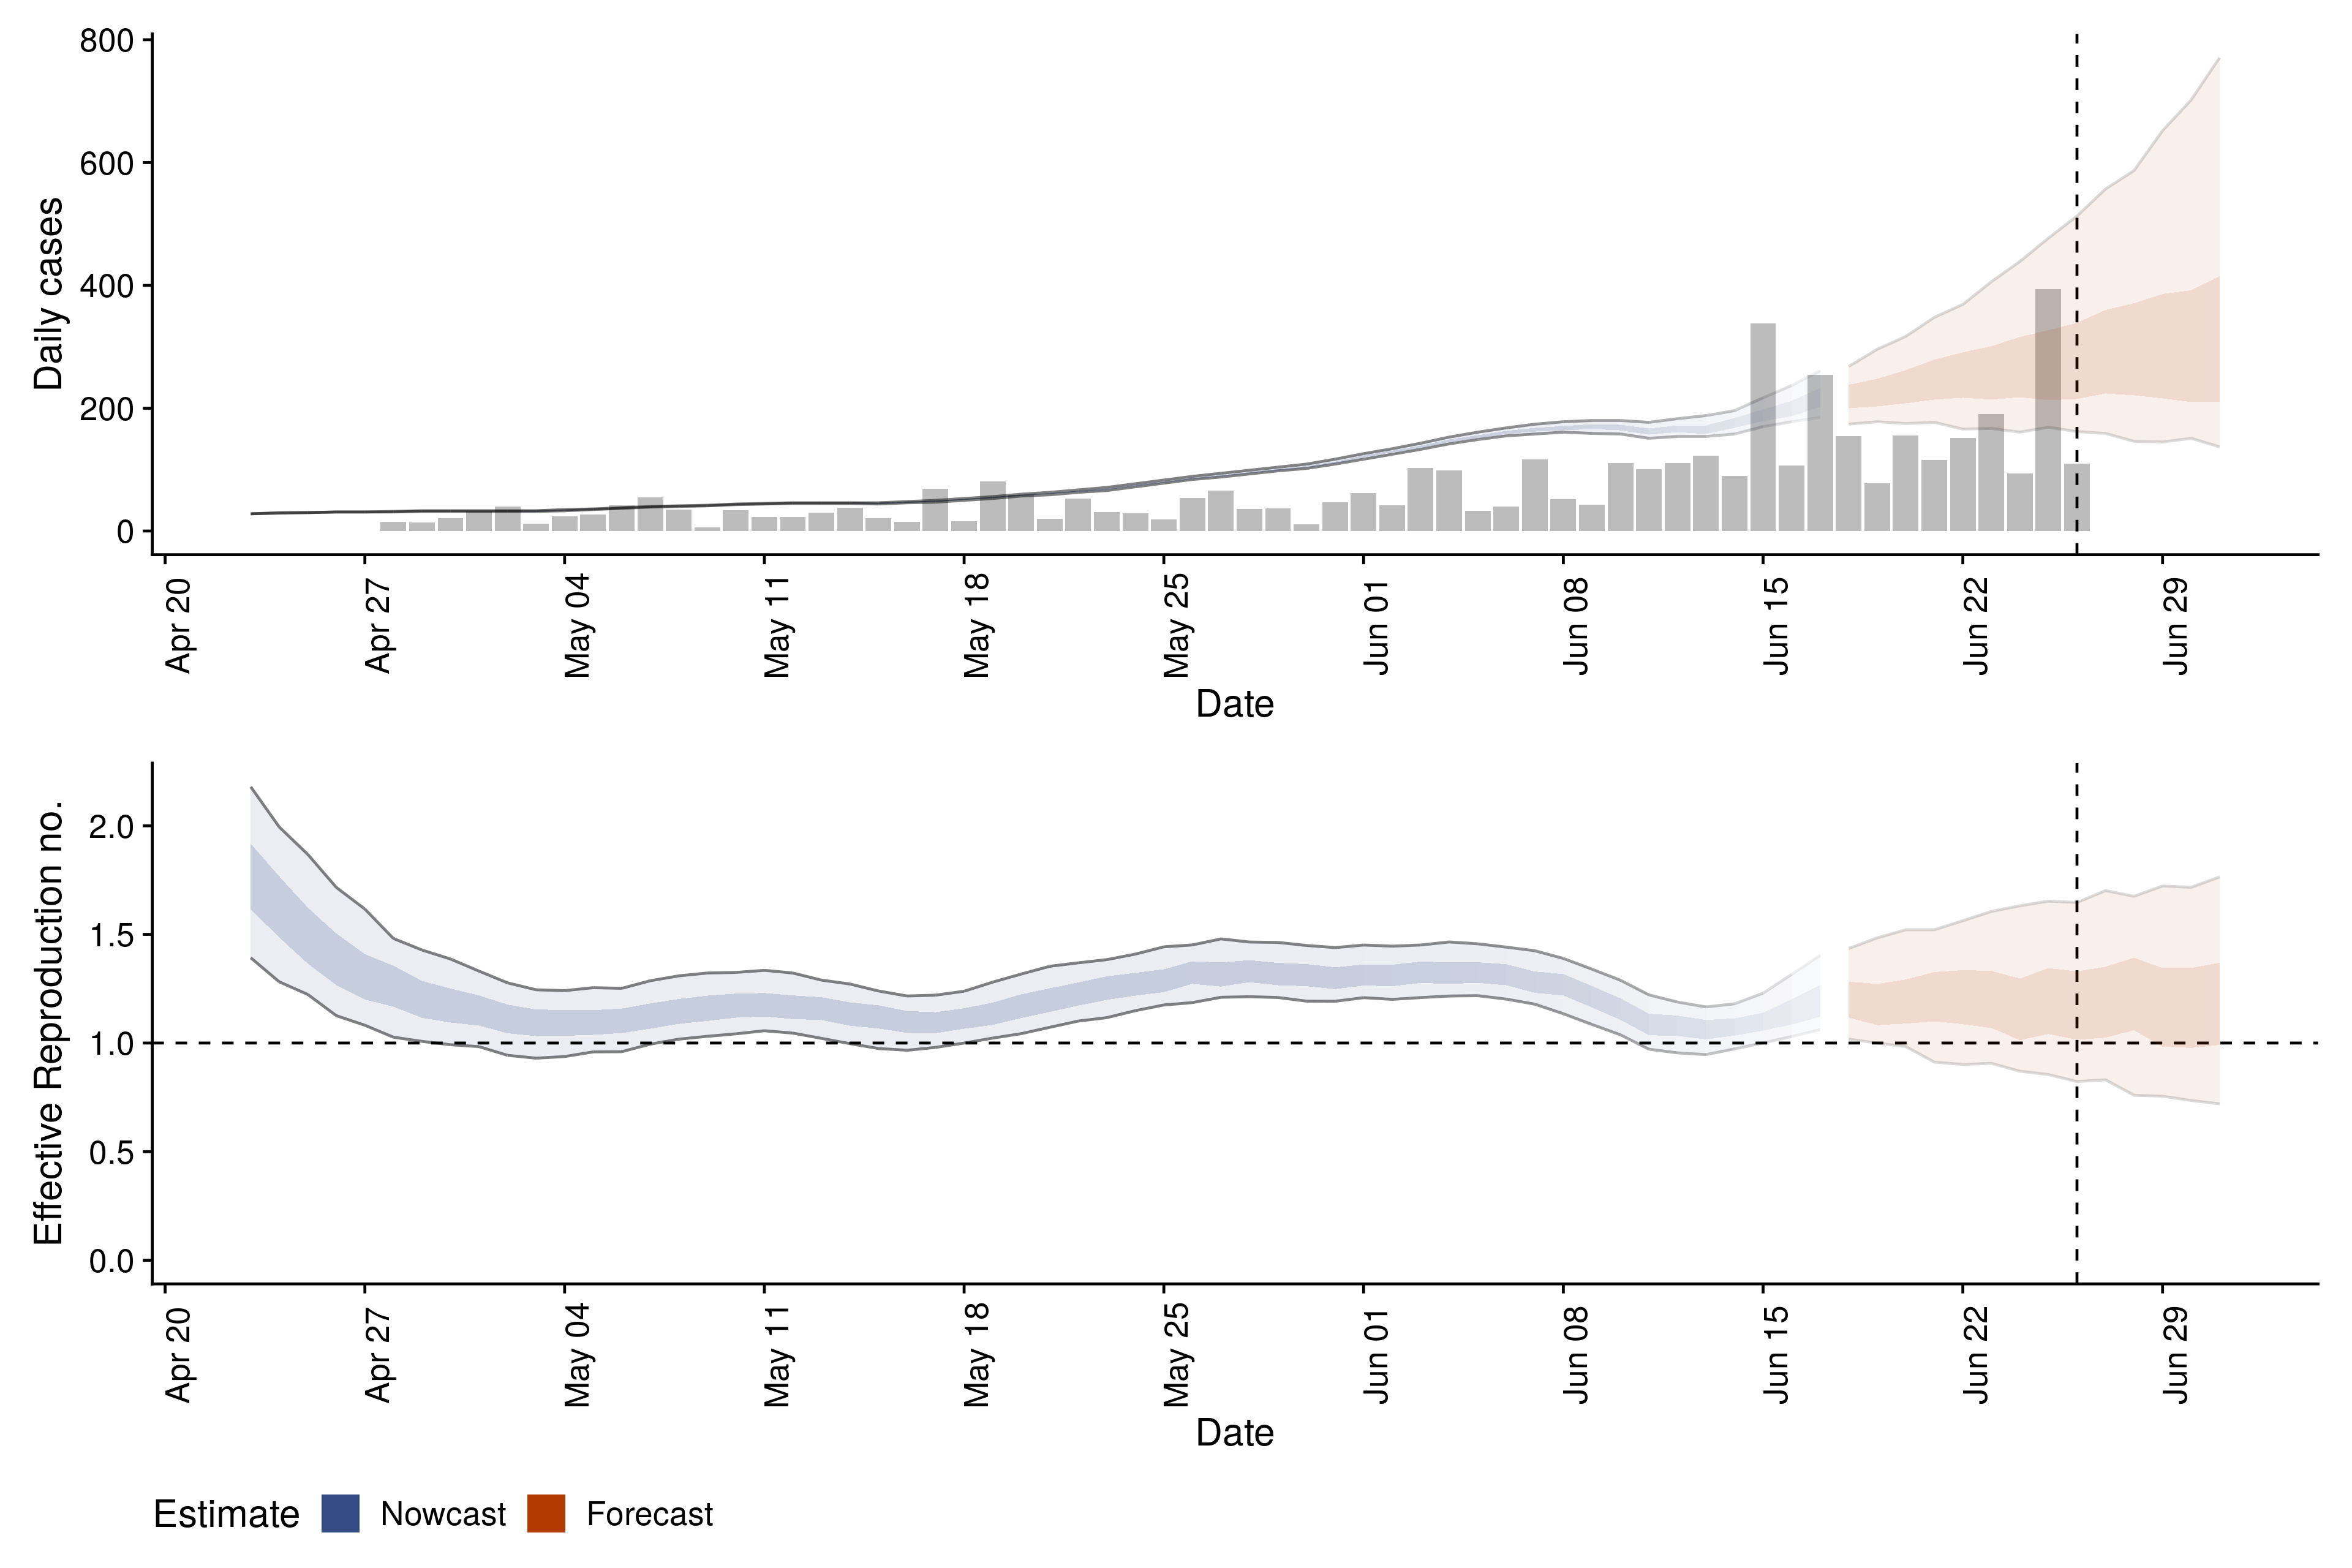 800
600
400
200
0
Daily cases
Apr 20
Apr 27
May 04
May 11
May 18
May 25
Jun 01
Jun 08
Jun 15
Jun 22
Jun 29
Date
2.0
1.5
1.0
0.5
0.0
Effective Reproduction no.
Apr 20
Apr 27
May 04
May 11
May 18
May 25
Jun 01
Jun 08
Jun 15
Jun 22
Jun 29
Date
Estimate Nowcast Forecast